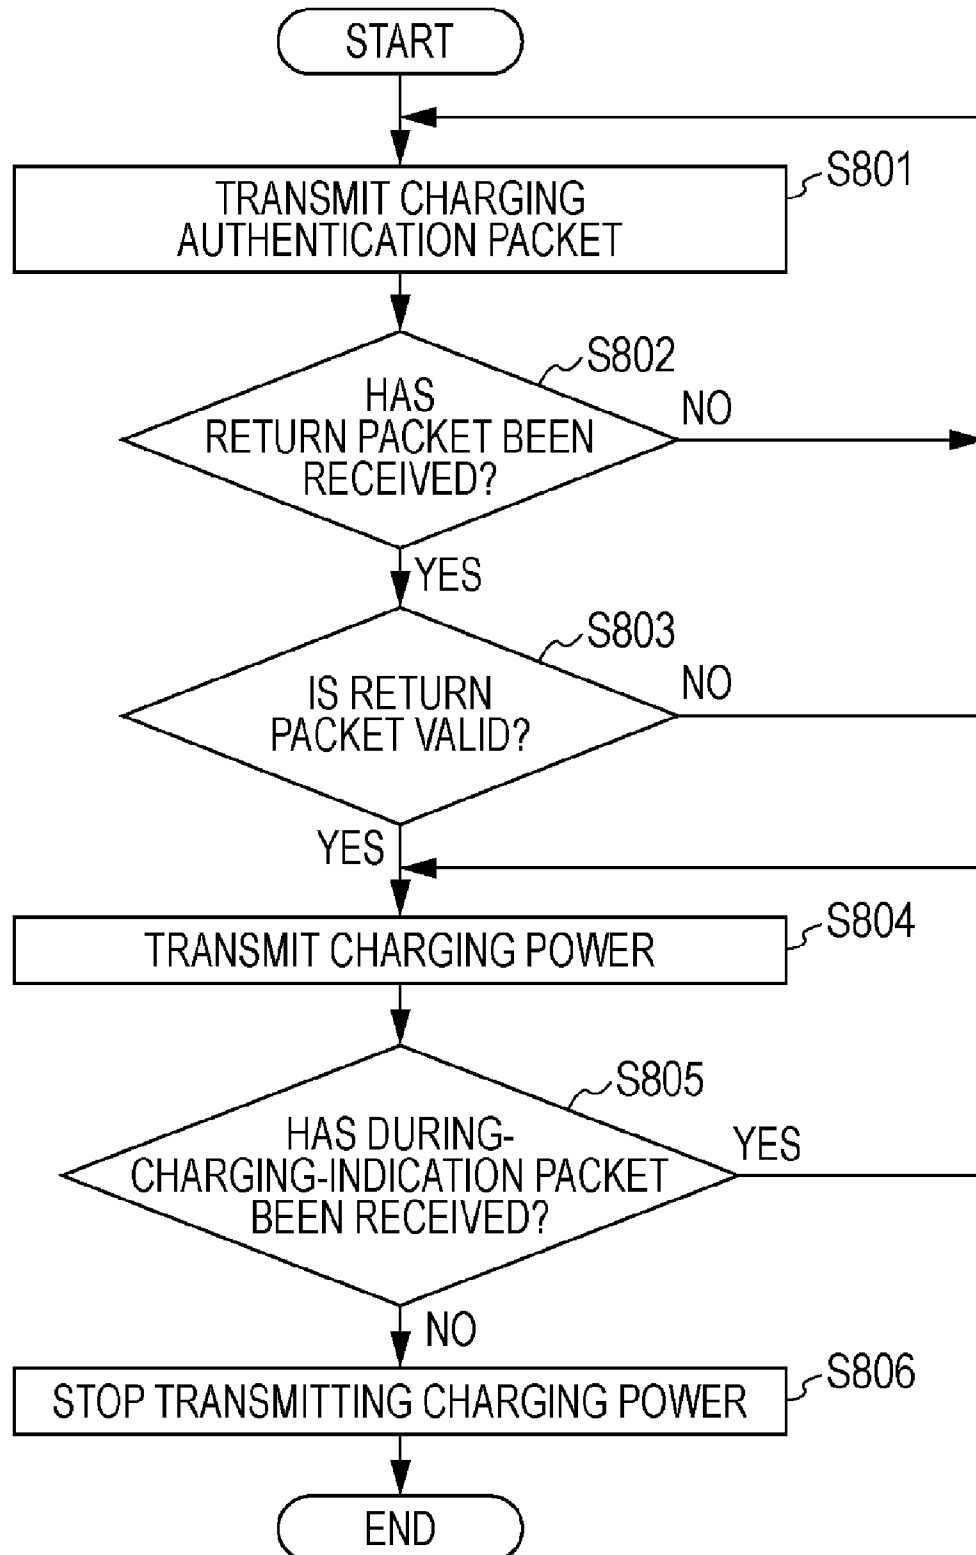 START
S801
TRANSMIT CHARGING
AUTHENTICATION PACKET
S802
HAS
RETURN PACKET BEEN
RECEIVED?
NO
YES
S803
IS RETURN
PACKET VALID?
NO
YES
S804
TRANSMIT CHARGING POWER
S805
HAS DURING-
CHARGING-INDICATION PACKET
BEEN RECEIVED?
YES
NO
S806
STOP TRANSMITTING CHARGING POWER
END